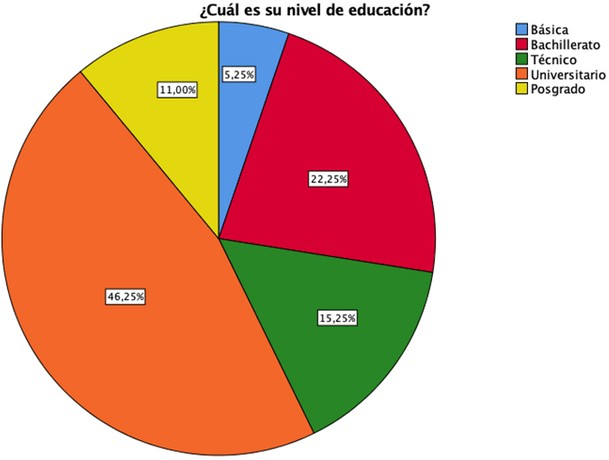 ¿Cuál es su nivel de educación?
Básica
Bachillerato
Técnico
Universitario
Posgrado
5,25%
11,00%
22,25%
46,25%
15,25%